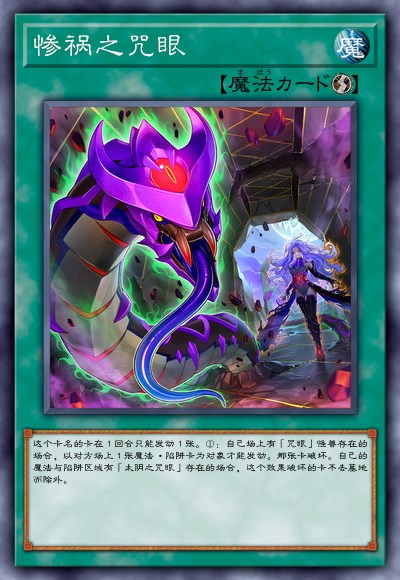 惨祸之咒眼
魔
【魔法カード】
まほう
这个卡名的卡在1回合只能发动1张。①:自己场上有「咒眼」怪兽存在的
场合,以对方场上1张魔法·陷阱卡为对象才能发动。那张卡破坏。自己的
魔法与陷阱区域有「太阴之咒眼」存在的场合,这个效果破坏的卡不去墓地
而除外。